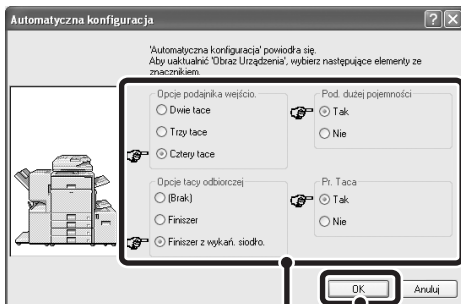 Automatyczna konfiguracja
'Automatyczna konfiguracja' powiodła się.
Aby uaktualnić 'Obraz Urządzenia', wybierz następujące elementy ze
znacznikiem.
Opcje podajnika wejścio.
Dwie tace
Trzy tace
Cztery tace
Pod. dużej pojemności
Tak
Nie
Opcje tacy odbiorczej
(Brak)
Finiszer
Finiszer z wykań. siodło.
Pr. Taca
Tak
Nie
OK
Anuluj